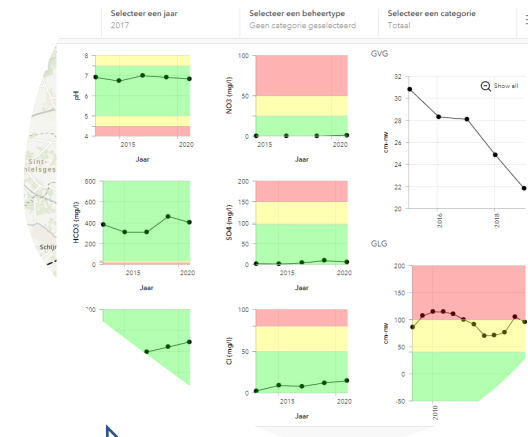 Selecteer een jaar
2017
Selecteer een beheertype
Geen categorie geselecteerd
Selecteer een categorie
Totaal
pH
8
7
6
5
4
2015
2020
Jaar
NO3 (mg/l)
100
50
0
2015
2020
Jaar
GVG
Show all
cm-mv
32
30
28
26
24
22
20
2016
2018
Sint-
HCO3 (mg/l)
600
400
200
0
2015
2020
Jaar
SO4 (mg/l)
200
150
100
50
0
2015
2020
Jaar
GLG
cm-mv
200
150
100
50
0
-50
2010
Cl (mg/l)
100
50
0
2015
2020
Jaar